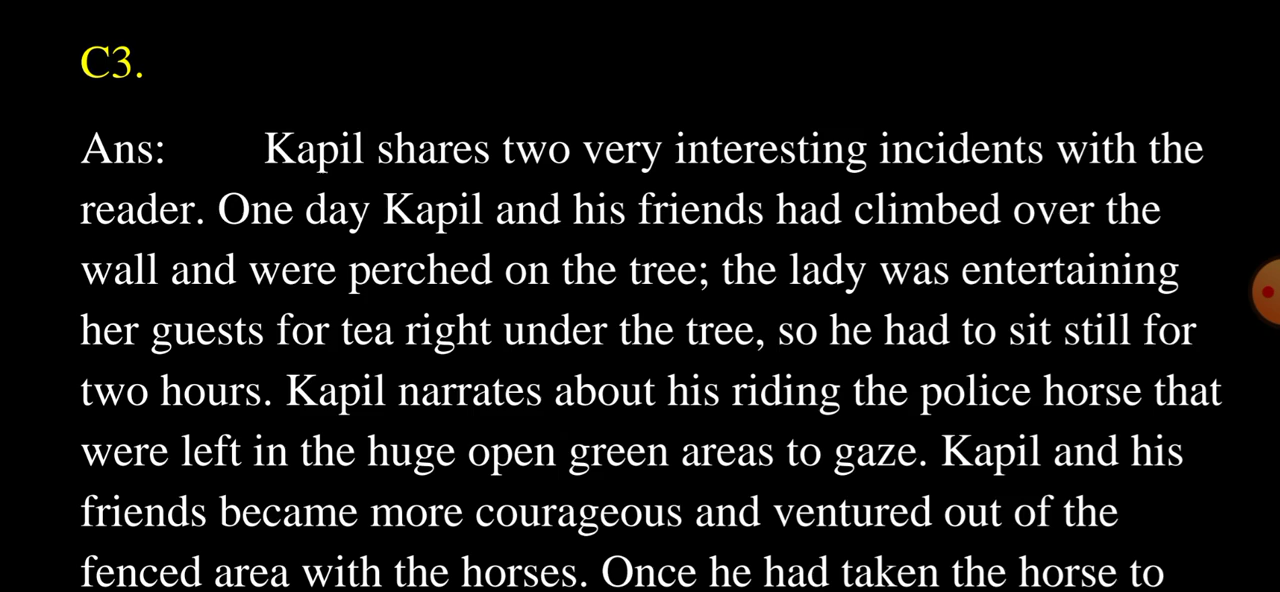 C3.
Ans: Kapil shares two very interesting incidents with the
reader. One day Kapil and his friends had climbed over the
wall and were perched on the tree; the lady was entertaining
her guests for tea right under the tree, so he had to sit still for
two hours. Kapil narrates about his riding the police horse that
were left in the huge open green areas to gaze. Kapil and his
friends became more courageous and ventured out of the
fenced area with the horses. Once he had taken the horse to